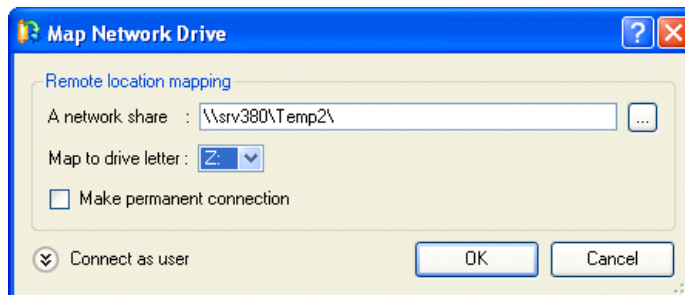 Map Network Drive
Remote location mapping
A network share : \\srv380\Temp2\ ...
Map to drive letter : Z:
Make permanent connection
Connect as user OK Cancel